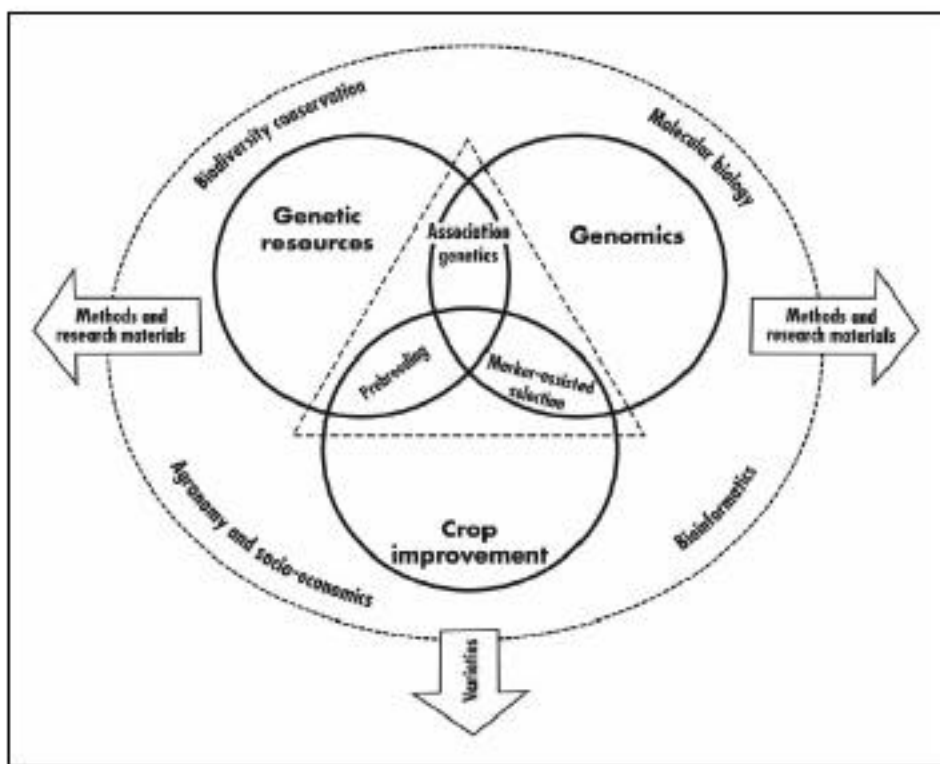 Biodiversity conservation
Molecular biology
Genetic
resources
Association
genetics
Genomics
Methods and
research materials
Methods and
research materials
Prebreeding
Marker-assisted
selection
Crop
improvement
Agronomy and socio-economics
Bioinformatics
Varieties